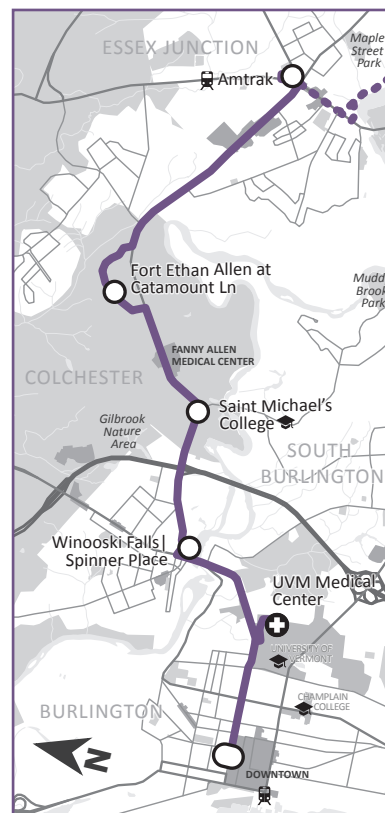 Maple
Street
Park
ESSEX JUNCTION
Amtrak
Fort Ethan Allen at
Catamount Ln
Mudd
Brook
Park
FANNY ALLEN
MEDICAL CENTER
COLCHESTER
Saint Michael's
College
Gilbrook
Nature
Area
SOUTH
BURLINGTON
Winooski Falls|
Spinner Place
UVM Medical
Center
UNIVERSITY OF
VERMONT
CHAMPLAIN
COLLEGE
BURLINGTON
N
DOWNTOWN